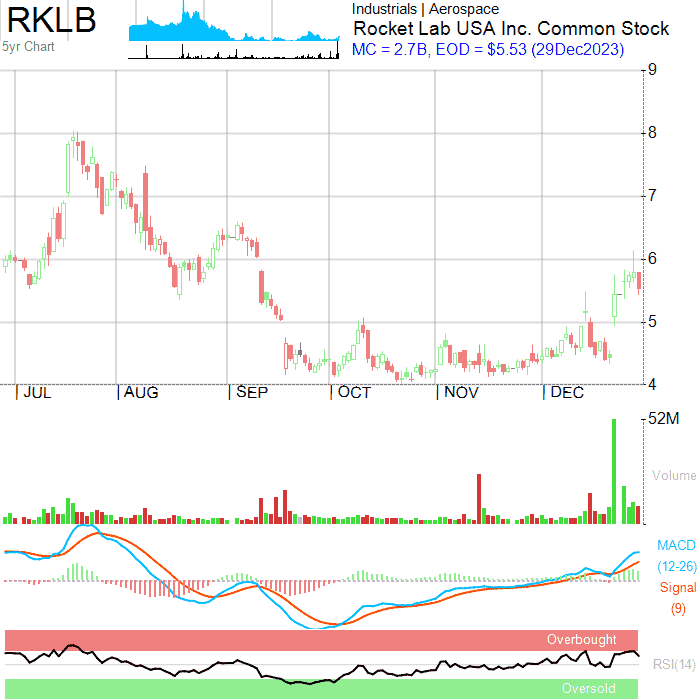 RKLB
5yr Chart
Industrials | Aerospace
Rocket Lab USA Inc. Common Stock
MC = 2.7B, EOD = $5.53 (29Dec2023)
9
8
7
6
5
4
JUL AUG SEP OCT NOV DEC
52M
Volume
MACD
(12-26)
Signal
(9)
Overbought
RSI(14)
Oversold